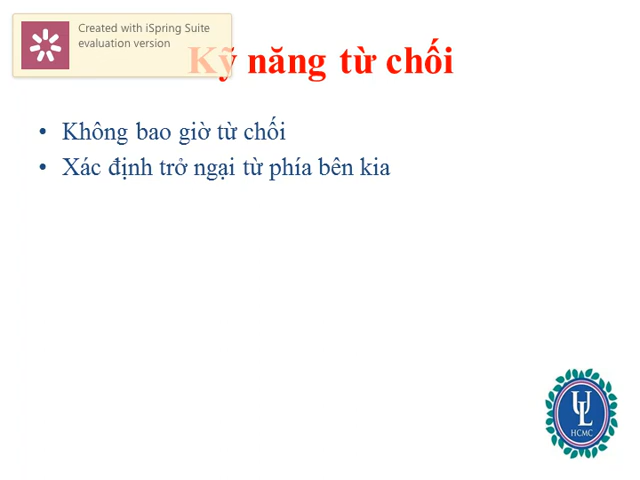 Created with iSpring Suite
evaluation version
Kỹ năng từ chối
• Không bao giờ từ chối
• Xác định trở ngại từ phía bên kia
UL
HCMC